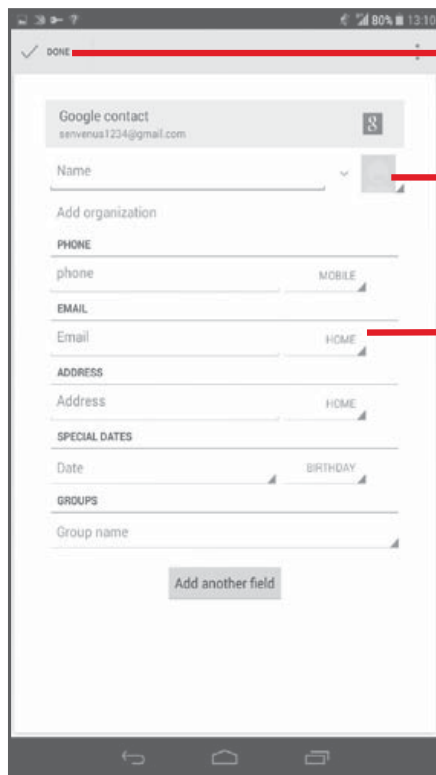 ? 80% 13:10
DONE
Google contact
senvenus1234@gmail.com
8
Name
Add organization
PHONE
phone MOBILE
EMAIL
Email HOME
ADDRESS
Address HOME
SPECIAL DATES
Date BIRTHDAY
GROUPS
Group name
Add another field